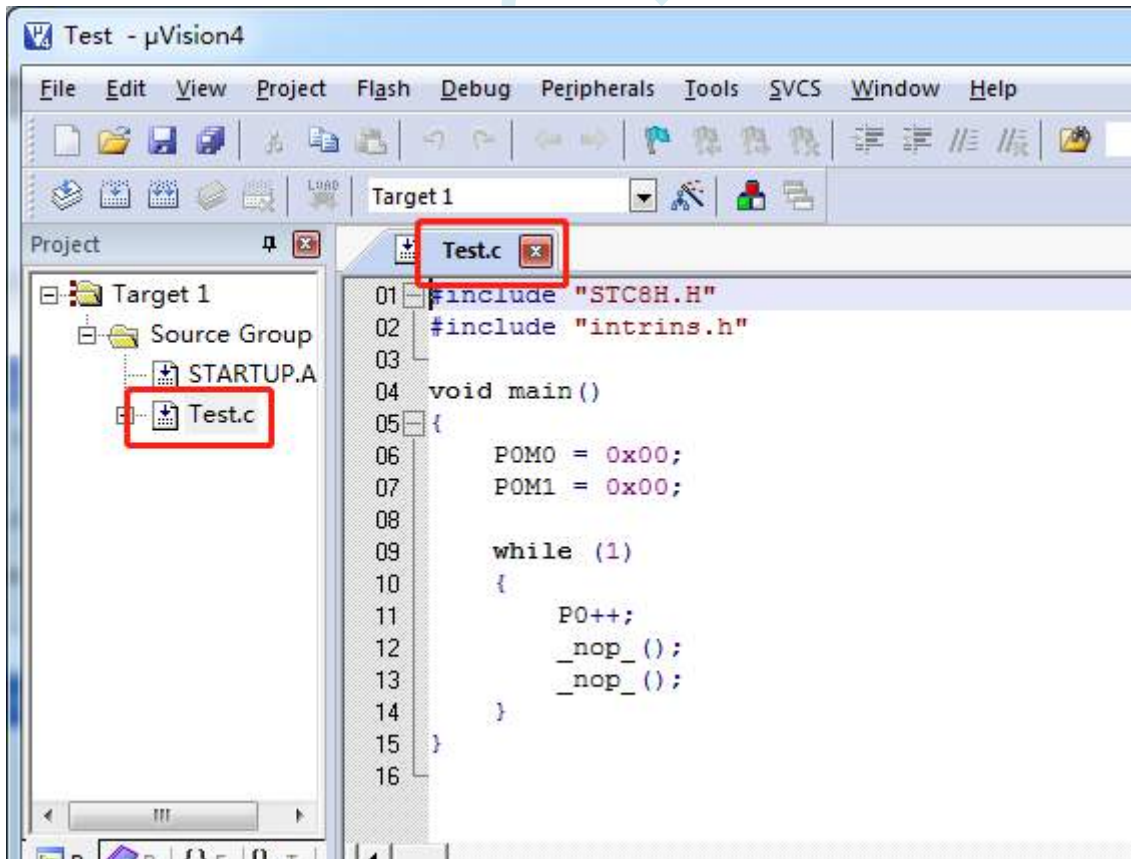 Test - µVision4
File Edit View Project Flash Debug Peripherals Tools SVCS Window Help
LOAD
Target 1
Project
Test.c
Target 1
Source Group
STARTUP.A
Test.c
01 #include "STC8H.H"
02 #include "intrins.h"
03
04 void main()
05 {
06 P0M0 = 0x00;
07 P0M1 = 0x00;
08
09 while (1)
10 {
11 P0++;
12 _nop_();
13 _nop_();
14 }
15 }
16